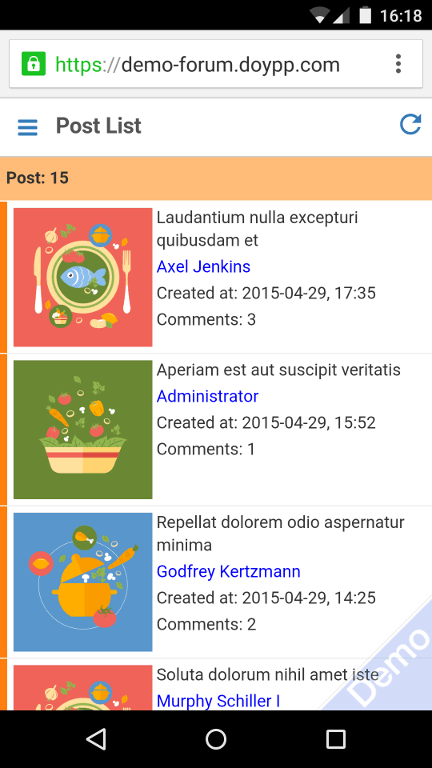 16:18
https://demo-forum.doypp.com
Post List
Post: 15
Laudantium nulla excepturi
quibusdam et
Axel Jenkins
Created at: 2015-04-29, 17:35
Comments: 3
Aperiam est aut suscipit veritatis
Administrator
Created at: 2015-04-29, 15:52
Comments: 1
Repellat dolorem odio aspernatur
minima
Godfrey Kertzmann
Created at: 2015-04-29, 14:25
Comments: 2
Soluta dolorum nihil amet iste
Murphy Schiller I
Demo